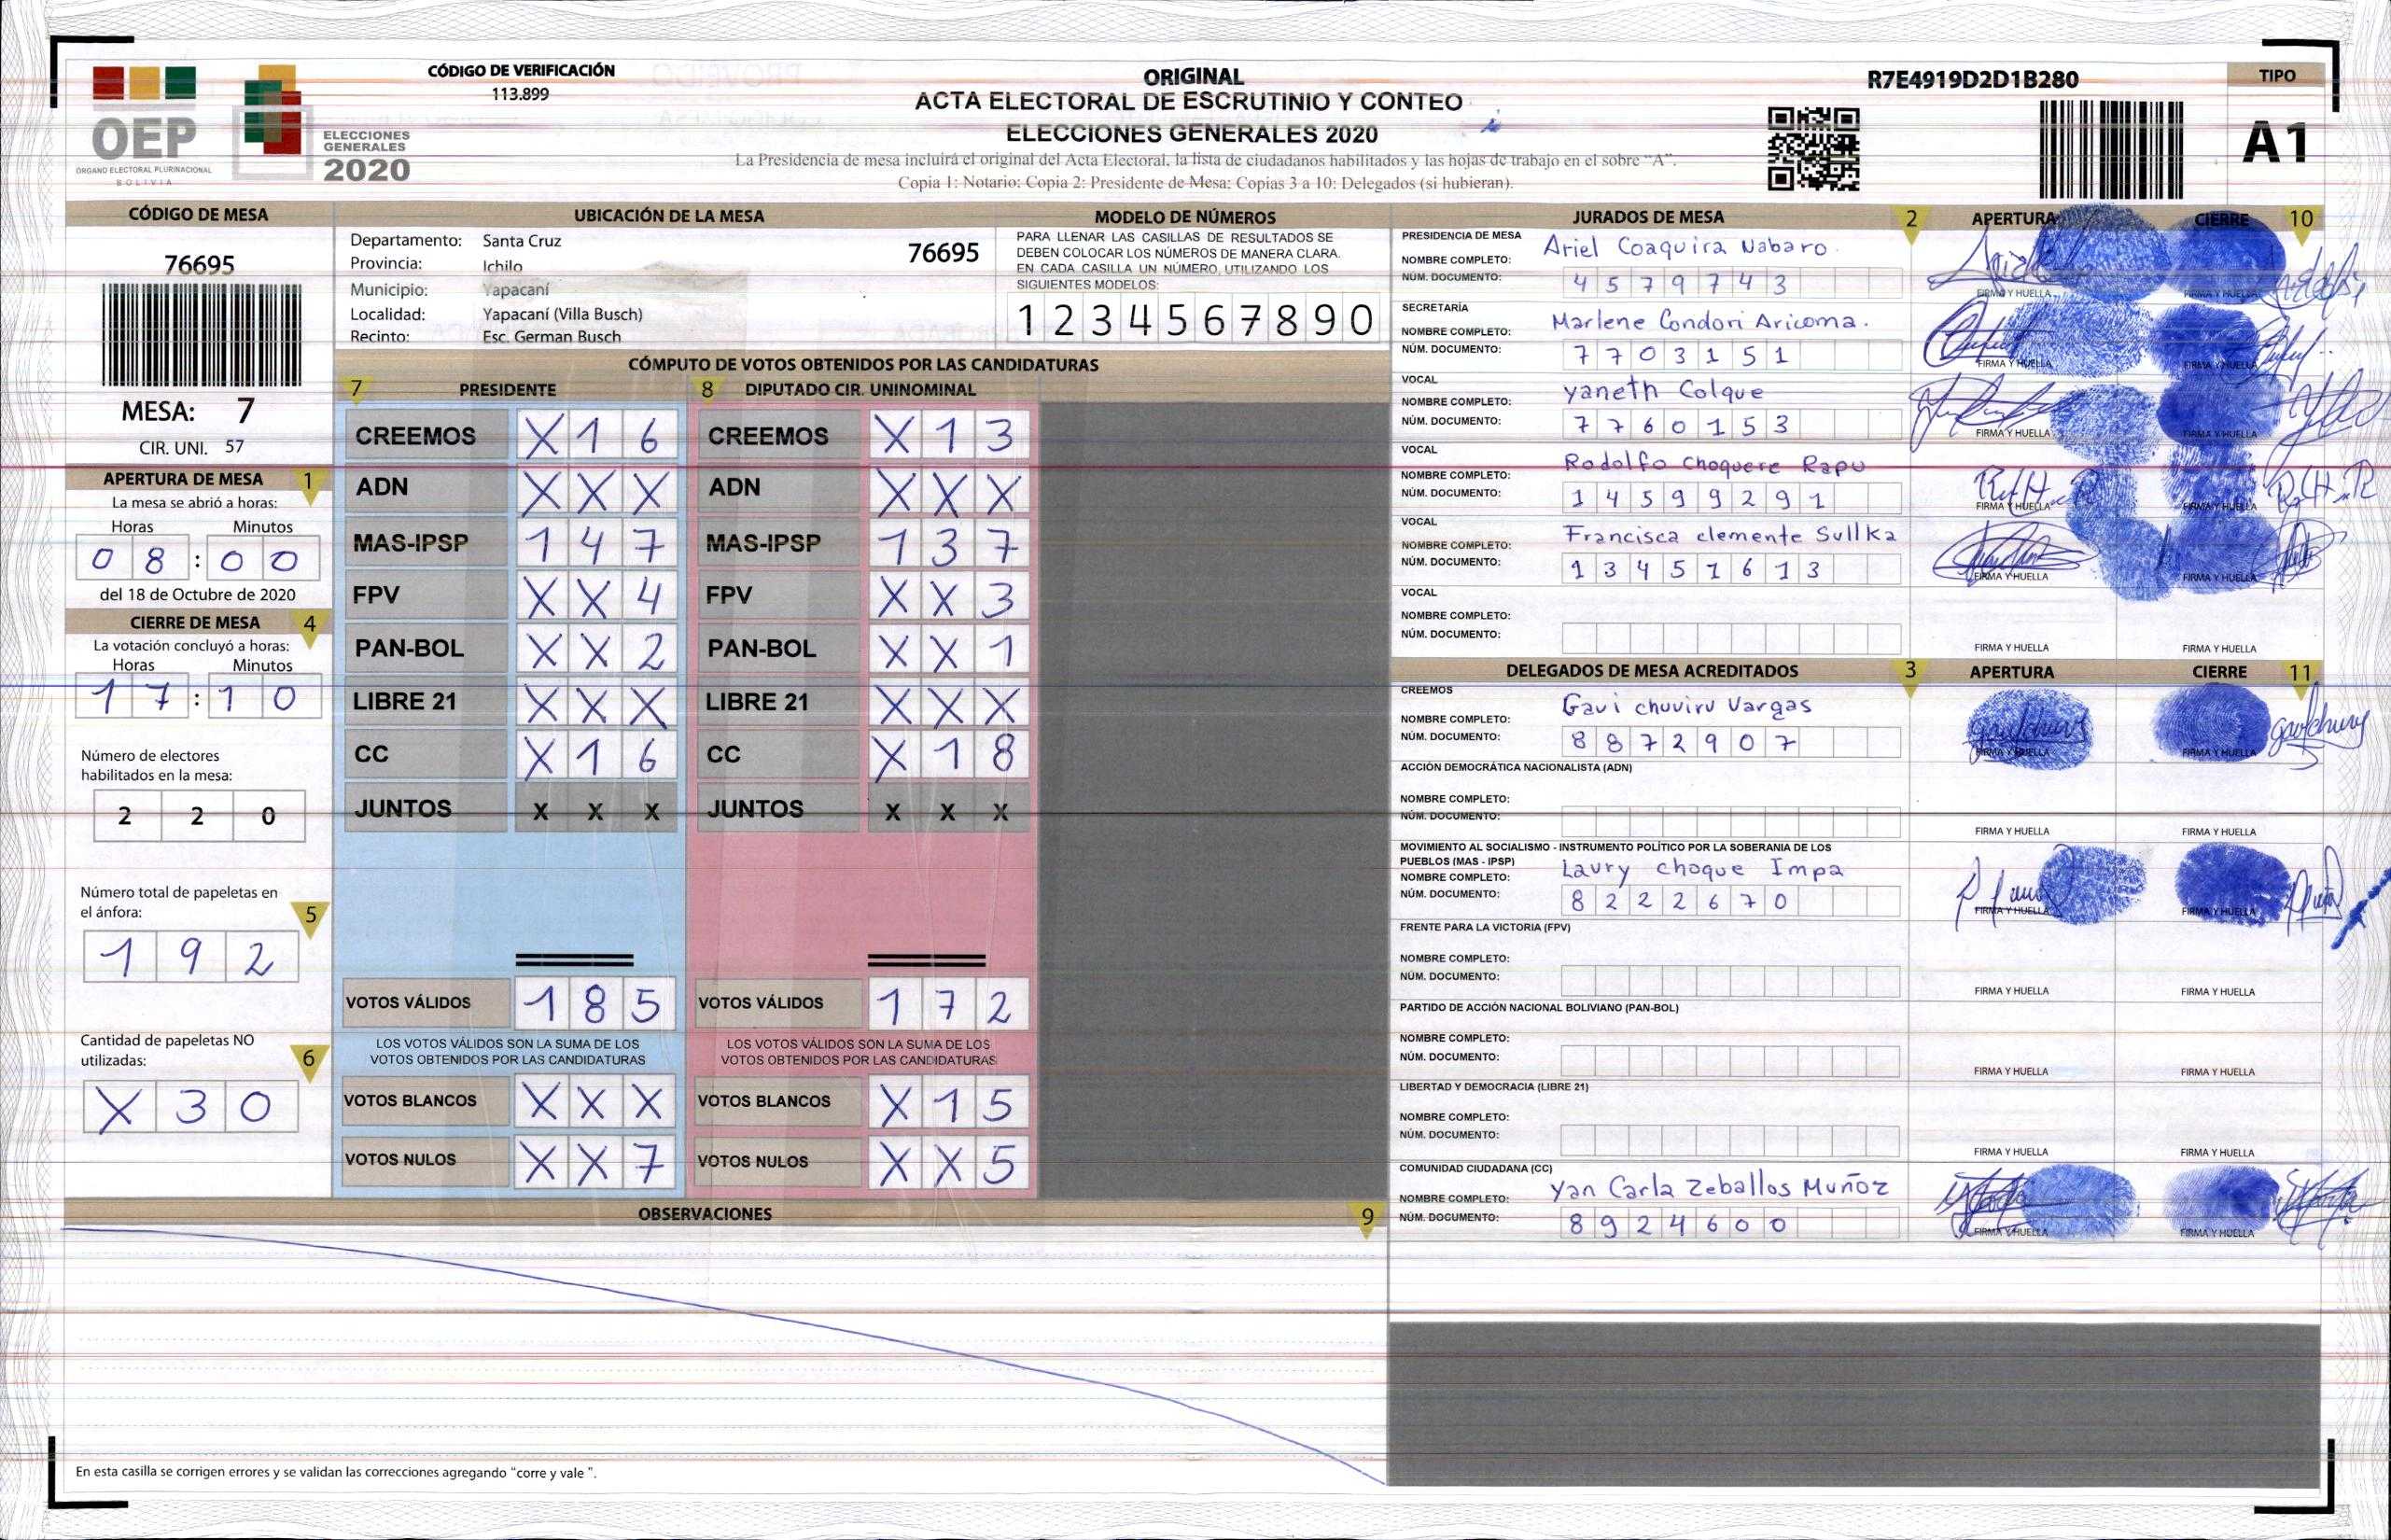 CÓDIGO DE VERIFICACIÓN
113.899
OEP
ÓRGANO ELECTORAL PLURINACIONAL
BOLIVIA
ELECCIONES
GENERALES
2020
ORIGINAL
ACTA ELECTORAL DE ESCRUTINIO Y CONTEO
ELECCIONES GENERALES 2020
La Presidencia de mesa incluirá el original del Acta Electoral, la lista de ciudadanos habilitados y las hojas de trabajo en el sobre "A".
Copia 1: Notario; Copia 2: Presidente de Mesa; Copias 3 a 10: Delegados (si hubieran).
R7E4919D2D1B280
TIPO
A1
CÓDIGO DE MESA
76695
MESA: 7
CIR. UNI. 57
APERTURA DE MESA 1
La mesa se abrió a horas:
Horas Minutos
0 8 : 0 0
del 18 de Octubre de 2020
CIERRE DE MESA 4
La votación concluyó a horas:
Horas Minutos
1 7 : 1 0
Número de electores
habilitados en la mesa:
2 2 0
Número total de papeletas en
el ánfora: 5
1 9 2
Cantidad de papeletas NO
utilizadas: 6
X 3 0
UBICACIÓN DE LA MESA
Departamento: Santa Cruz
76695
Provincia: Ichilo
Municipio: Yapacaní
Localidad: Yapacaní (Villa Busch)
Recinto: Esc. German Busch
MODELO DE NÚMEROS
PARA LLENAR LAS CASILLAS DE RESULTADOS SE
DEBEN COLOCAR LOS NÚMEROS DE MANERA CLARA.
EN CADA CASILLA UN NÚMERO, UTILIZANDO LOS
SIGUIENTES MODELOS:
1 2 3 4 5 6 7 8 9 0
CÓMPUTO DE VOTOS OBTENIDOS POR LAS CANDIDATURAS
7 PRESIDENTE 8 DIPUTADO CIR. UNINOMINAL
CREEMOS X 1 6 CREEMOS X 1 3
ADN X X X ADN X X X
MAS-IPSP 1 4 7 MAS-IPSP 1 3 7
FPV X X 4 FPV X X 3
PAN-BOL X X 2 PAN-BOL X X 1
LIBRE 21 X X X LIBRE 21 X X X
CC X 1 6 CC X 1 8
JUNTOS X X X JUNTOS X X X
VOTOS VÁLIDOS 1 8 5 VOTOS VÁLIDOS 1 7 2
LOS VOTOS VÁLIDOS SON LA SUMA DE LOS LOS VOTOS VÁLIDOS SON LA SUMA DE LOS
VOTOS OBTENIDOS POR LAS CANDIDATURAS VOTOS OBTENIDOS POR LAS CANDIDATURAS
VOTOS BLANCOS X X X VOTOS BLANCOS X 1 5
VOTOS NULOS X X 7 VOTOS NULOS X X 5
OBSERVACIONES 9
En esta casilla se corrigen errores y se validan las correcciones agregando "corre y vale ".
JURADOS DE MESA 2 APERTURA CIERRE 10
PRESIDENCIA DE MESA
NOMBRE COMPLETO: Ariel Coaquira Nabaro
NÚM. DOCUMENTO: 4 5 7 9 7 4 3
FIRMA Y HUELLA FIRMA Y HUELLA
SECRETARÍA
NOMBRE COMPLETO: Marlene Condori Aricoma.
NÚM. DOCUMENTO: 7 7 0 3 1 5 1
FIRMA Y HUELLA FIRMA Y HUELLA
VOCAL
NOMBRE COMPLETO: yaneth Colque
NÚM. DOCUMENTO: 7 7 6 0 1 5 3
FIRMA Y HUELLA FIRMA Y HUELLA
VOCAL
NOMBRE COMPLETO: Rodolfo choquere Rapu
NÚM. DOCUMENTO: 1 4 5 9 9 2 9 1
FIRMA Y HUELLA FIRMA Y HUELLA
VOCAL
NOMBRE COMPLETO: Francisca clemente Sullka
NÚM. DOCUMENTO: 1 3 4 5 1 6 1 3
FIRMA Y HUELLA FIRMA Y HUELLA
VOCAL
NOMBRE COMPLETO:
NÚM. DOCUMENTO:
FIRMA Y HUELLA FIRMA Y HUELLA
DELEGADOS DE MESA ACREDITADOS 3 APERTURA CIERRE 11
CREEMOS
NOMBRE COMPLETO: Gavi chuviru Vargas
NÚM. DOCUMENTO: 8 8 7 2 9 0 7
FIRMA Y HUELLA FIRMA Y HUELLA
ACCIÓN DEMOCRÁTICA NACIONALISTA (ADN)
NOMBRE COMPLETO:
NÚM. DOCUMENTO:
FIRMA Y HUELLA FIRMA Y HUELLA
MOVIMIENTO AL SOCIALISMO - INSTRUMENTO POLÍTICO POR LA SOBERANIA DE LOS
PUEBLOS (MAS - IPSP)
NOMBRE COMPLETO: Laury choque Impa
NÚM. DOCUMENTO: 8 2 2 2 6 7 0
FIRMA Y HUELLA FIRMA Y HUELLA
FRENTE PARA LA VICTORIA (FPV)
NOMBRE COMPLETO:
NÚM. DOCUMENTO:
FIRMA Y HUELLA FIRMA Y HUELLA
PARTIDO DE ACCIÓN NACIONAL BOLIVIANO (PAN-BOL)
NOMBRE COMPLETO:
NÚM. DOCUMENTO:
FIRMA Y HUELLA FIRMA Y HUELLA
LIBERTAD Y DEMOCRACIA (LIBRE 21)
NOMBRE COMPLETO:
NÚM. DOCUMENTO:
FIRMA Y HUELLA FIRMA Y HUELLA
COMUNIDAD CIUDADANA (CC)
NOMBRE COMPLETO: Yan Carla Zeballos Muñoz
NÚM. DOCUMENTO: 8 9 2 4 6 0 0
FIRMA Y HUELLA FIRMA Y HUELLA